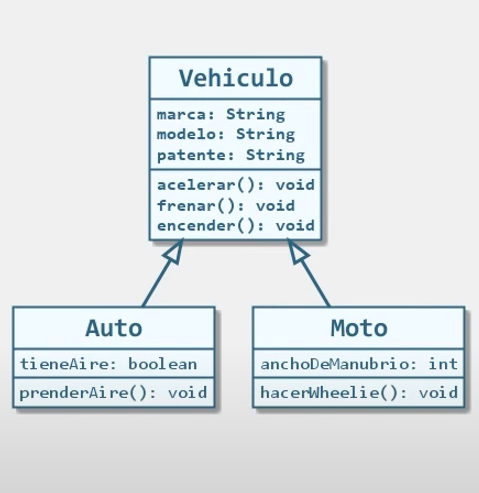 Vehiculo
marca: String
modelo: String
patente: String
acelerar(): void
frenar(): void
encender(): void
Auto
tieneAire: boolean
prenderAire(): void
Moto
anchoDeManubrio: int
hacerWheelie(): void